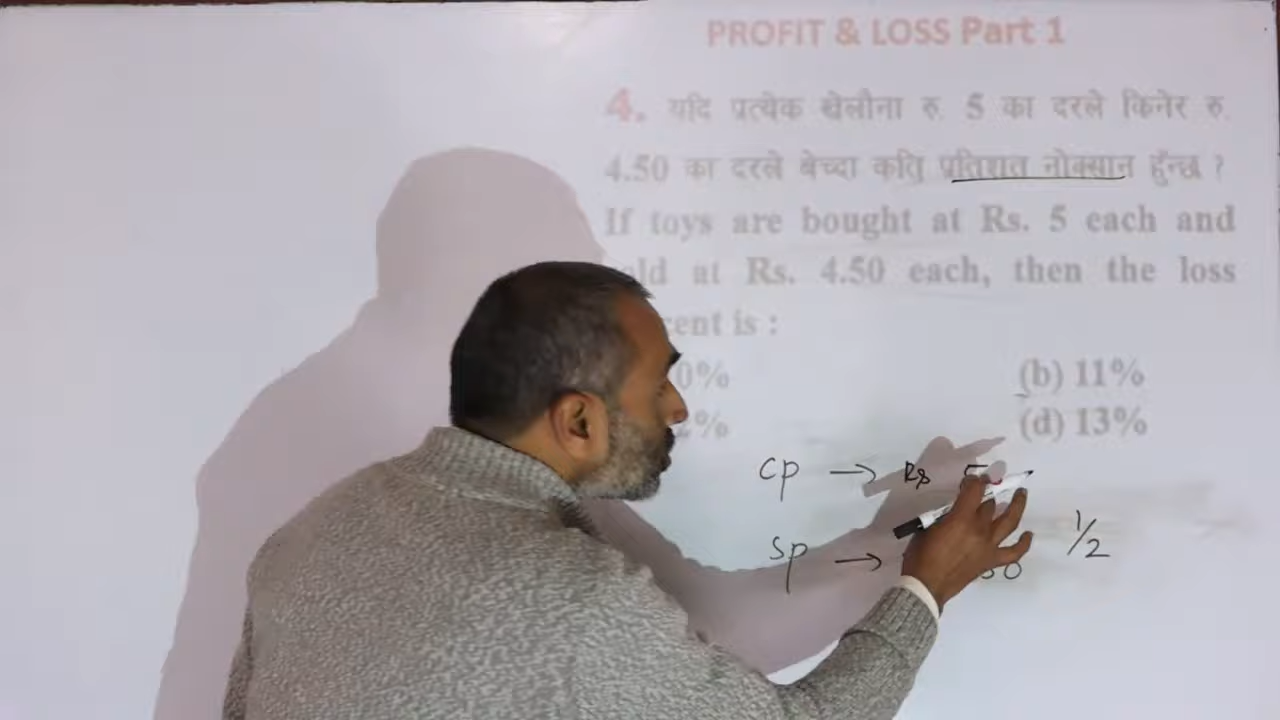 PROFIT & LOSS Part 1
4. यदि प्रत्येक खेलौना रु. 5 का दरले किनेर रु.
4.50 का दरले बेच्दा कति प्रतिशत नोक्सान हुँन्छ ?
If toys are bought at Rs. 5 each and
at Rs. 4.50 each, then the loss
is :
(b) 11%
(d) 13%
CP → Rs 5
SP →
1/2